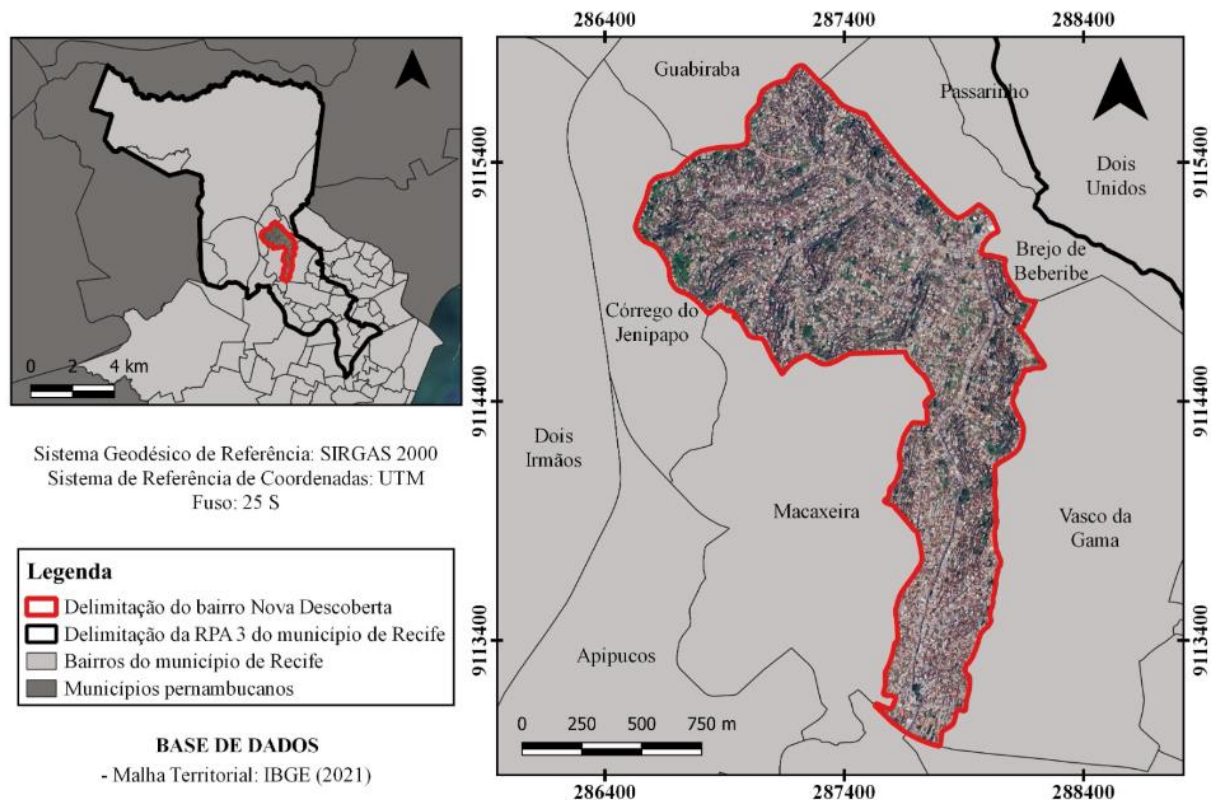 0 2 4 km
Sistema Geodésico de Referência: SIRGAS 2000
Sistema de Referência de Coordenadas: UTM
Fuso: 25 S
Legenda
Delimitação do bairro Nova Descoberta
Delimitação da RPA 3 do município de Recife
Bairros do município de Recife
Municípios pernambucanos
BASE DE DADOS
- Malha Territorial: IBGE (2021)
286400 287400 288400
9115400
9114400
9113400
Guabiraba
Passarinho
Dois
Unidos
Brejo de
Beberibe
Córrego do
Jenipapo
Dois
Irmãos
Macaxeira
Vasco da
Gama
Apipucos
0 250 500 750 m
9115400
9114400
9113400
286400 287400 288400